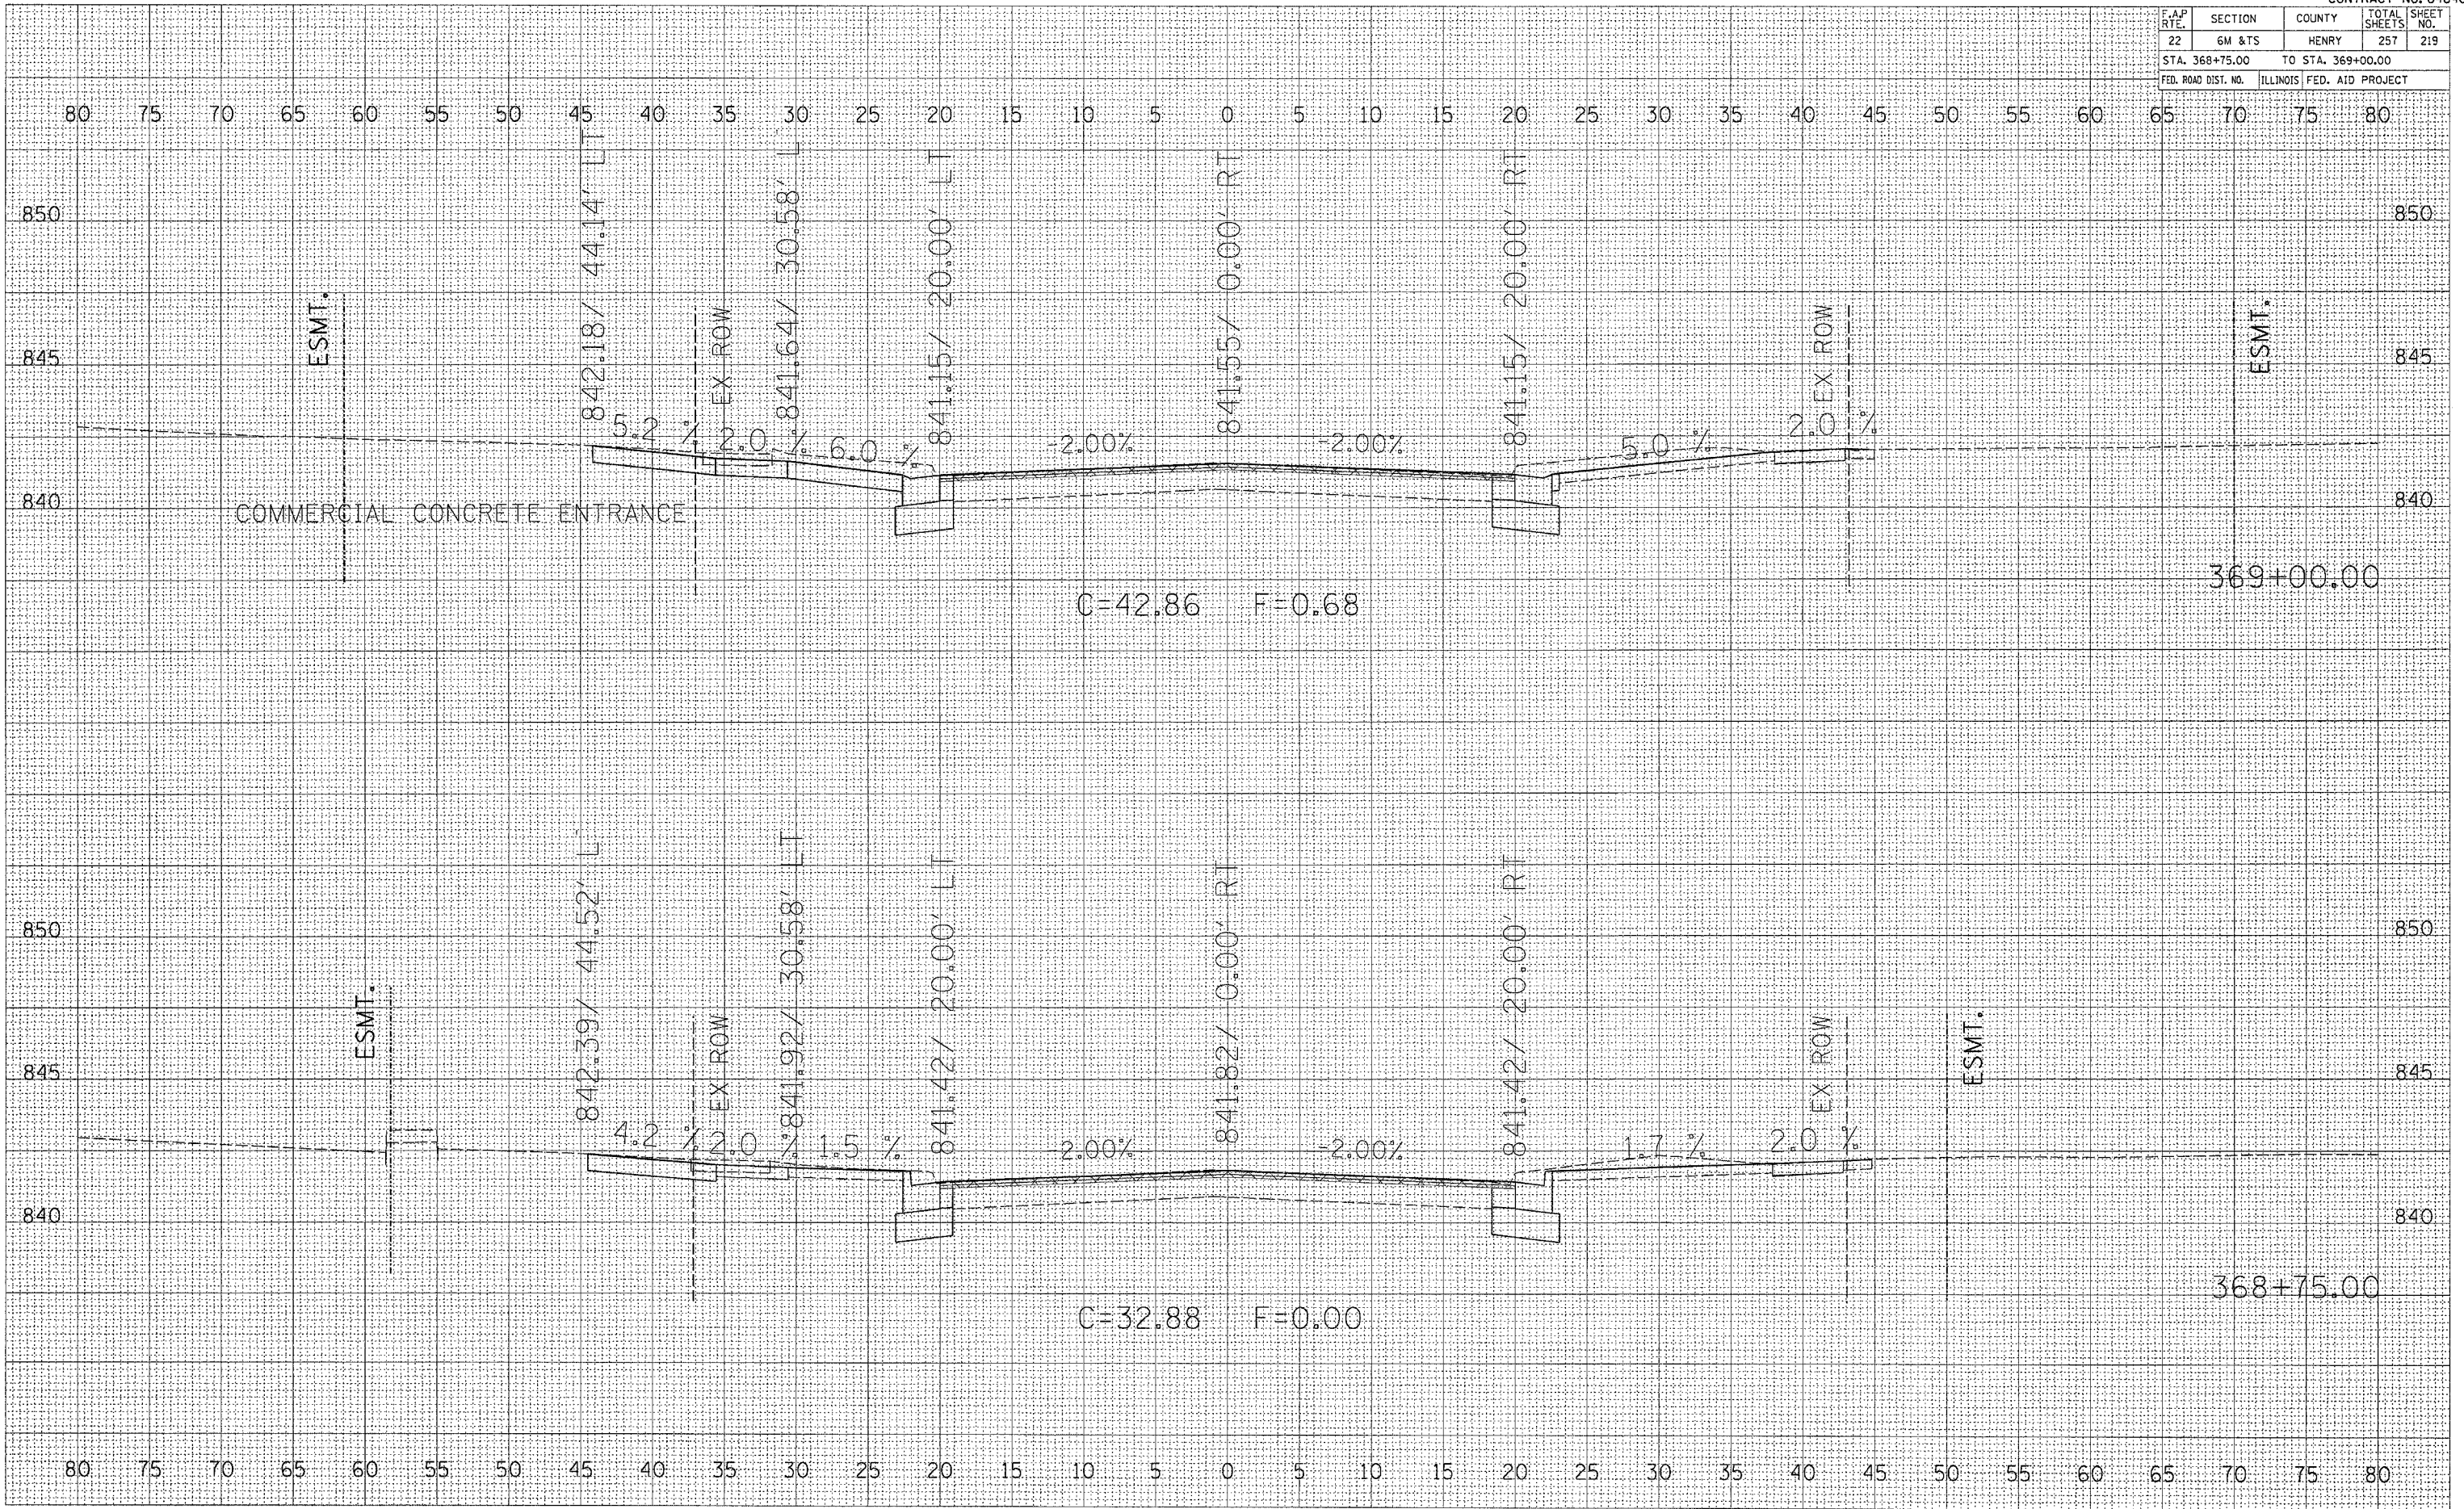 F.A.P RTE. SECTION COUNTY TOTAL SHEETS SHEET NO.
22 6M &TS HENRY 257 219
STA. 368+75.00 TO STA. 369+00.00
FED. ROAD DIST. NO. ILLINOIS FED. AID PROJECT
80 75 70 65 60 55 50 45 40 35 30 25 20 15 10 5 0 5 10 15 20 25 30 35 40 45 50 55 60 65 70 75 80
842.18/ 44.14' LT
841.64/ 30.58' L
841.15/ 20.00' LT
841.55/ 0.00' RT
841.15/ 20.00' RT
850 850
ESMT. EX ROW EX ROW ESMT.
845 845
5.2 % 2.0 % 6.0 % -2.00% -2.00% 5.0 % 2.0 %
840 840
COMMERCIAL CONCRETE ENTRANCE
369+00.00
C=42.86 F=0.68
842.39/ 44.52' L
841.92/ 30.58' LT
841.42/ 20.00' LT
841.82/ 0.00' RT
841.42/ 20.00' RT
850 850
ESMT. EX ROW EX ROW ESMT.
845 845
4.2 % 2.0 % 1.5 % -2.00% -2.00% 1.7 % 2.0 %
840 840
368+75.00
C=32.88 F=0.00
80 75 70 65 60 55 50 45 40 35 30 25 20 15 10 5 0 5 10 15 20 25 30 35 40 45 50 55 60 65 70 75 80